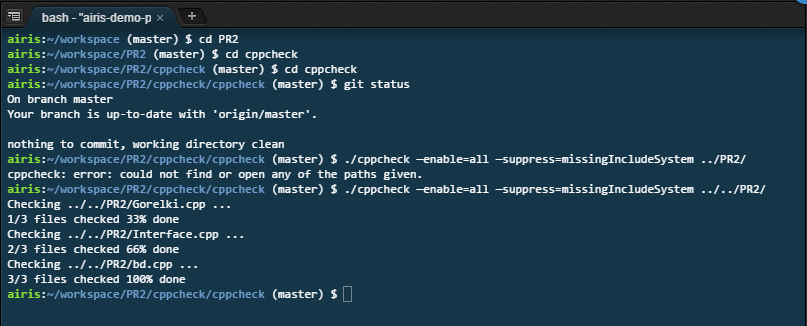 bash - "airis-demo-p ×
airis:~/workspace (master) $ cd PR2
airis:~/workspace/PR2 (master) $ cd cppcheck
airis:~/workspace/PR2/cppcheck (master) $ cd cppcheck
airis:~/workspace/PR2/cppcheck/cppcheck (master) $ git status
On branch master
Your branch is up-to-date with 'origin/master'.
nothing to commit, working directory clean
airis:~/workspace/PR2/cppcheck/cppcheck (master) $ ./cppcheck —enable=all —suppress=missingIncludeSystem ../PR2/
cppcheck: error: could not find or open any of the paths given.
airis:~/workspace/PR2/cppcheck/cppcheck (master) $ ./cppcheck —enable=all —suppress=missingIncludeSystem ../../PR2/
Checking ../../PR2/Gorelki.cpp ...
1/3 files checked 33% done
Checking ../../PR2/Interface.cpp ...
2/3 files checked 66% done
Checking ../../PR2/bd.cpp ...
3/3 files checked 100% done
airis:~/workspace/PR2/cppcheck/cppcheck (master) $